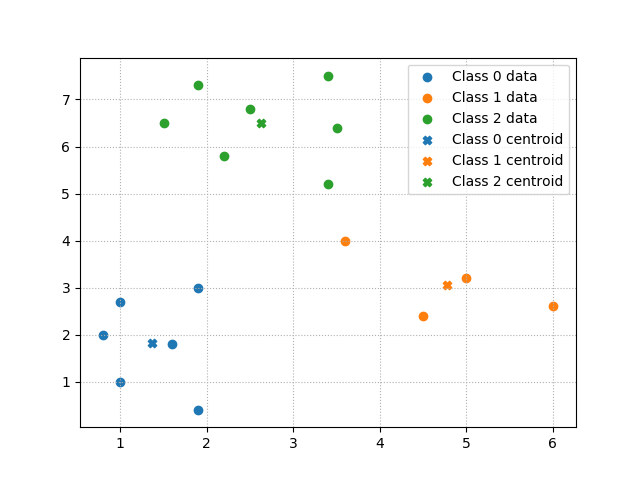 Class 0 data
Class 1 data
Class 2 data
Class 0 centroid
Class 1 centroid
Class 2 centroid
7
6
5
4
3
2
1
1 2 3 4 5 6